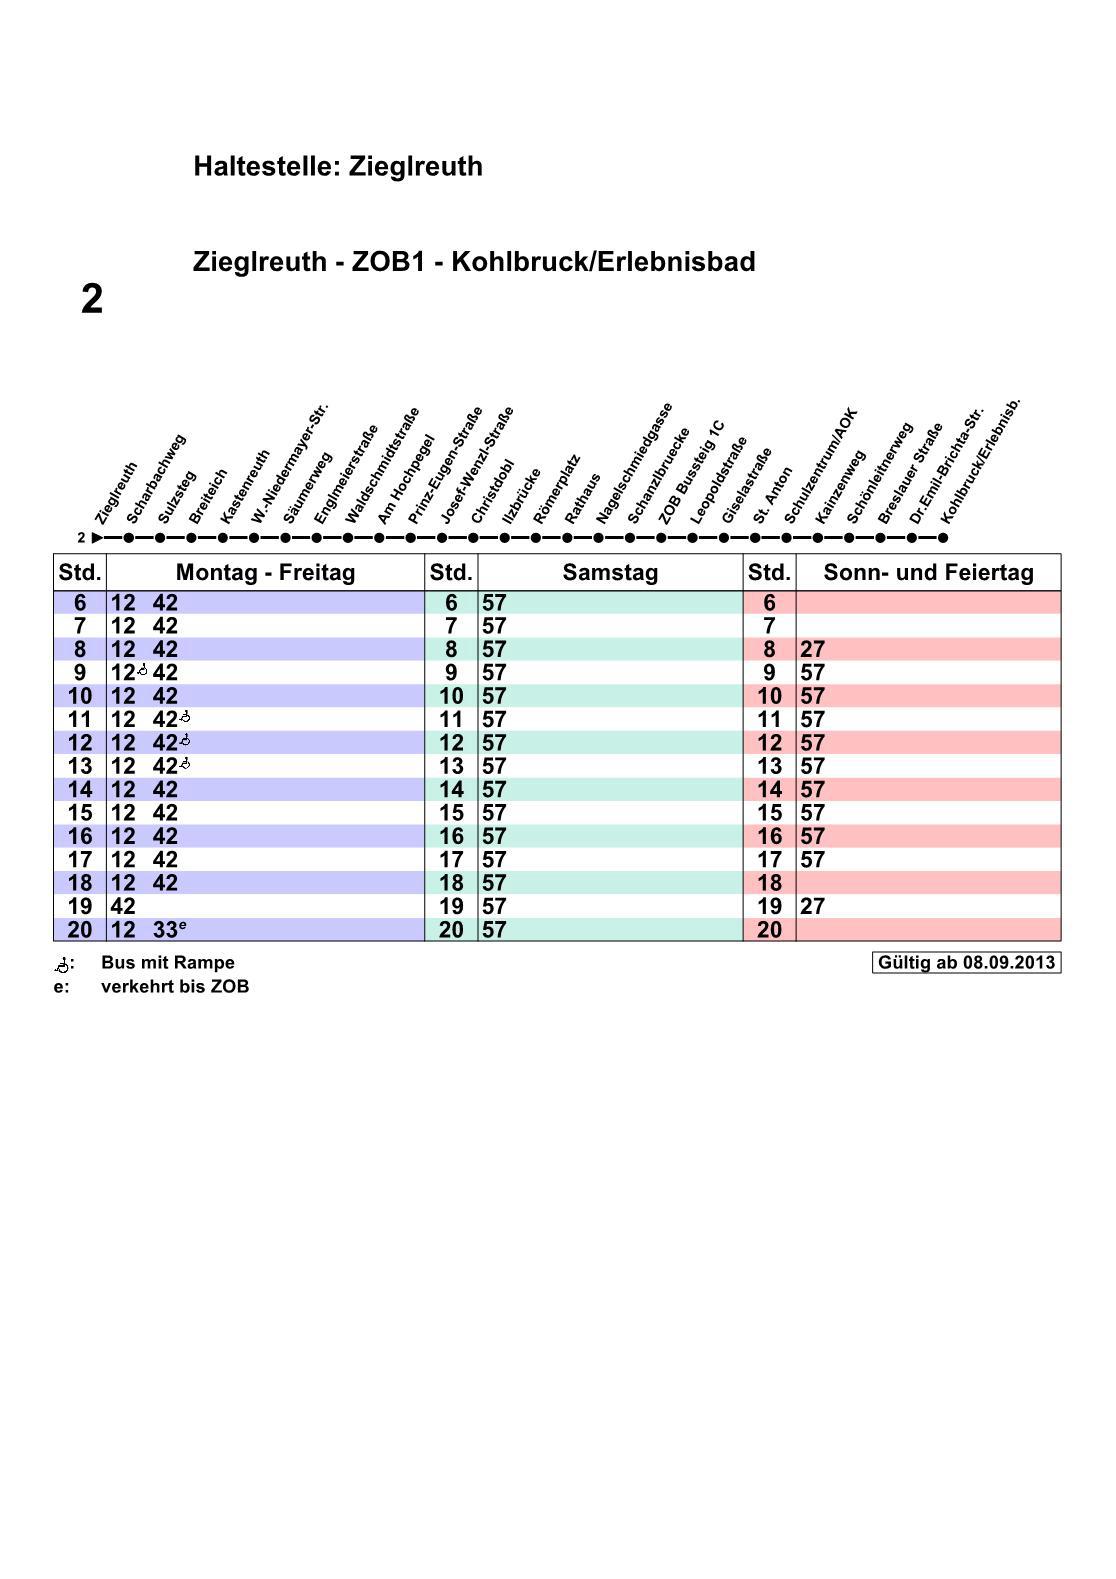 Haltestelle: Zieglreuth
Zieglreuth - ZOB1 - Kohlbruck/Erlebnisbad
2
Zieglreuth
Scharbachweg
Sulzsteg
Breiteich
Kastenreuth
W.-Niedermayer-Str.
Säumerweg
Englmeierstraße
Waldschmidtstraße
Am Hochpegel
Prinz-Eugen-Straße
Josef-Wenzl-Straße
Christdobl
Ilzbrücke
Römerplatz
Rathaus
Nagelschmiedgasse
Schanzlbruecke
ZOB Bussteig 1C
Leopoldstraße
Giselastraße
St. Anton
Schulzentrum/AOK
Kainzenweg
Schönleitnerweg
Breslauer Straße
Dr.Emil-Brichta-Str.
Kohlbruck/Erlebnisb.
2
Std. Montag - Freitag Std. Samstag Std. Sonn- und Feiertag
6 12 42 6 57 6
7 12 42 7 57 7
8 12 42 8 57 8 27
9 12 42 9 57 9 57
10 12 42 10 57 10 57
11 12 42 11 57 11 57
12 12 42 12 57 12 57
13 12 42 13 57 13 57
14 12 42 14 57 14 57
15 12 42 15 57 15 57
16 12 42 16 57 16 57
17 12 42 17 57 17 57
18 12 42 18 57 18
19 42 19 57 19 27
20 12 33e 20 57 20
: Bus mit Rampe Gültig ab 08.09.2013
e: verkehrt bis ZOB